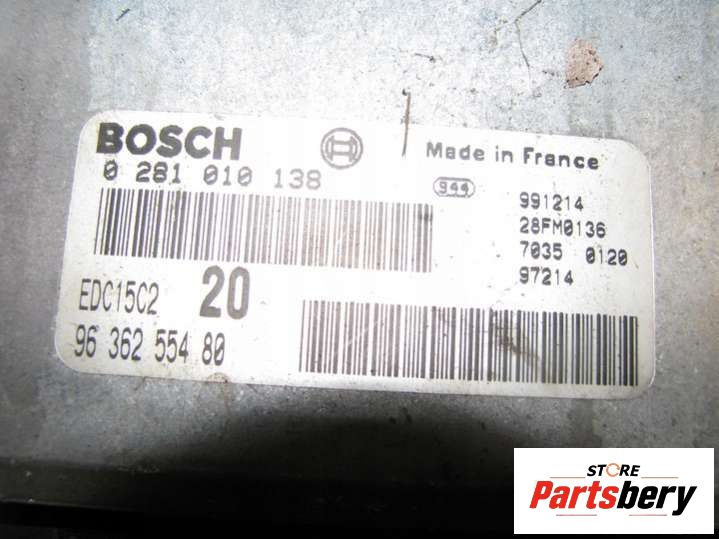 BOSCH
Made in France
0 281 010 138
944
991214
28FM0136
7035 0120
97214
EDC15C2 20
96 362 554 80
STORE
Partsbery